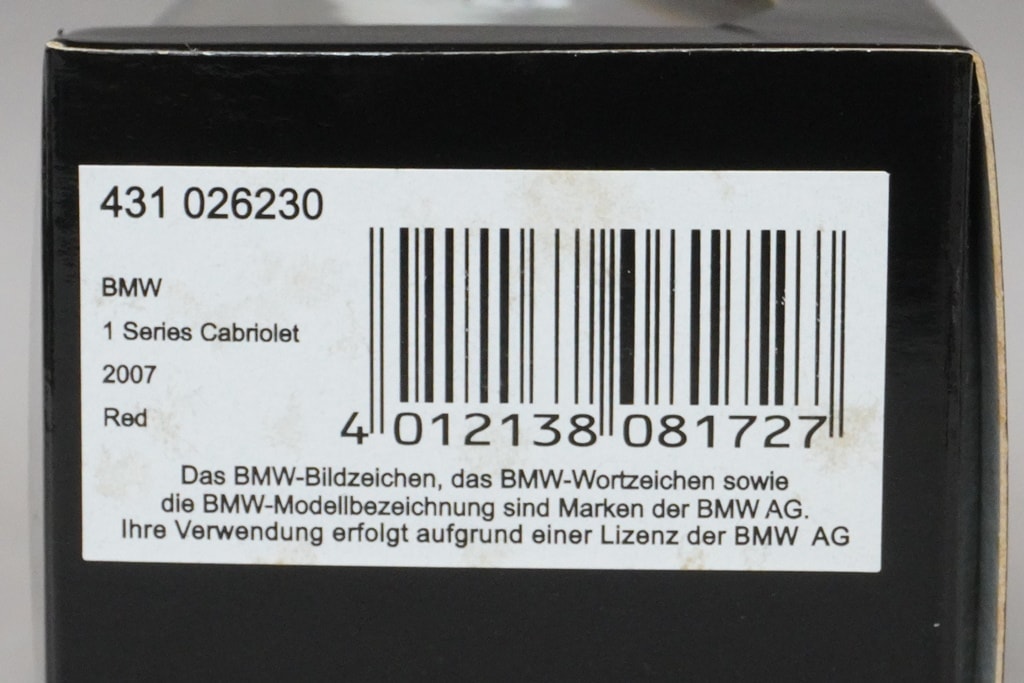 431 026230
BMW
1 Series Cabriolet
2007
Red
4 012138 081727
Das BMW-Bildzeichen, das BMW-Wortzeichen sowie
die BMW-Modellbezeichnung sind Marken der BMW AG.
Ihre Verwendung erfolgt aufgrund einer Lizenz der BMW AG